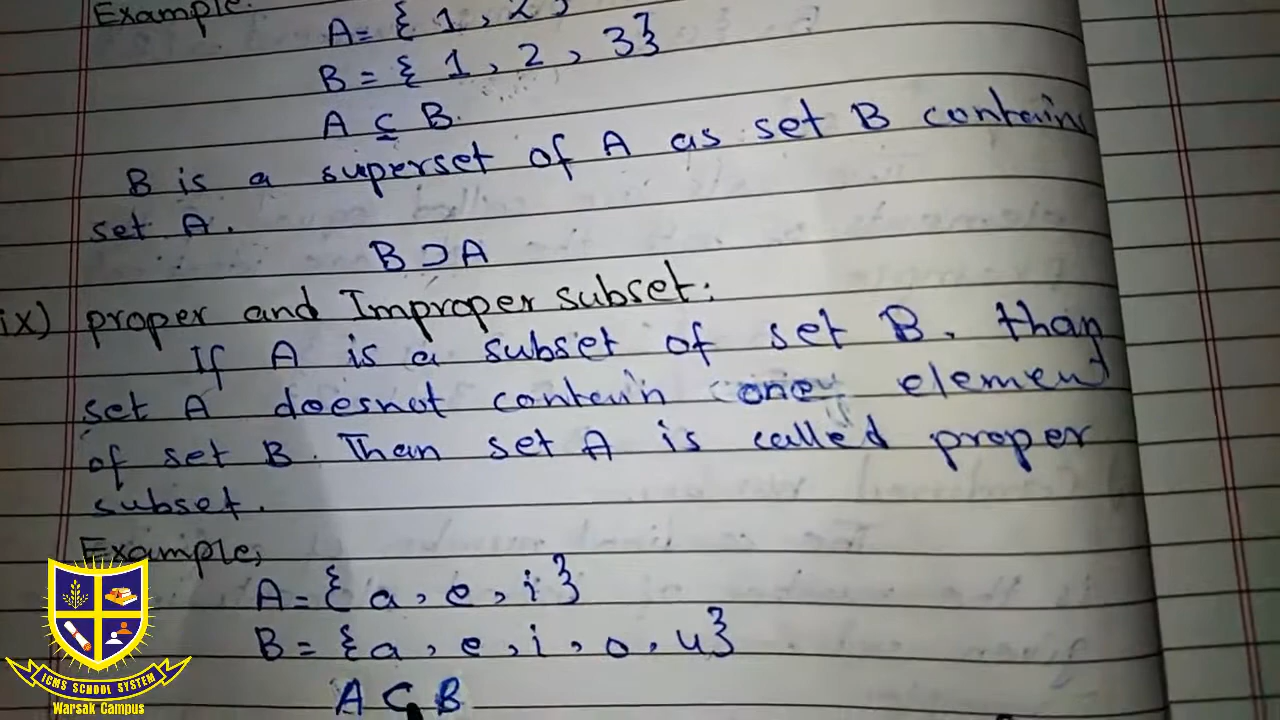 Example.
A = { 1, 2}
B = { 1, 2, 3}
A ⊆ B.
B is a superset of A as set B contains
set A.
B ⊃ A
ix) proper and Improper subset:
If A is a subset of set B. than
set A doesnot contain one element
of set B. Than set A is called proper
subset.
Example,
A = { a, e, i }
B = {a, e, i, o, u}
A ⊂ B
ICMS SCHOOL SYSTEM
Warsak Campus